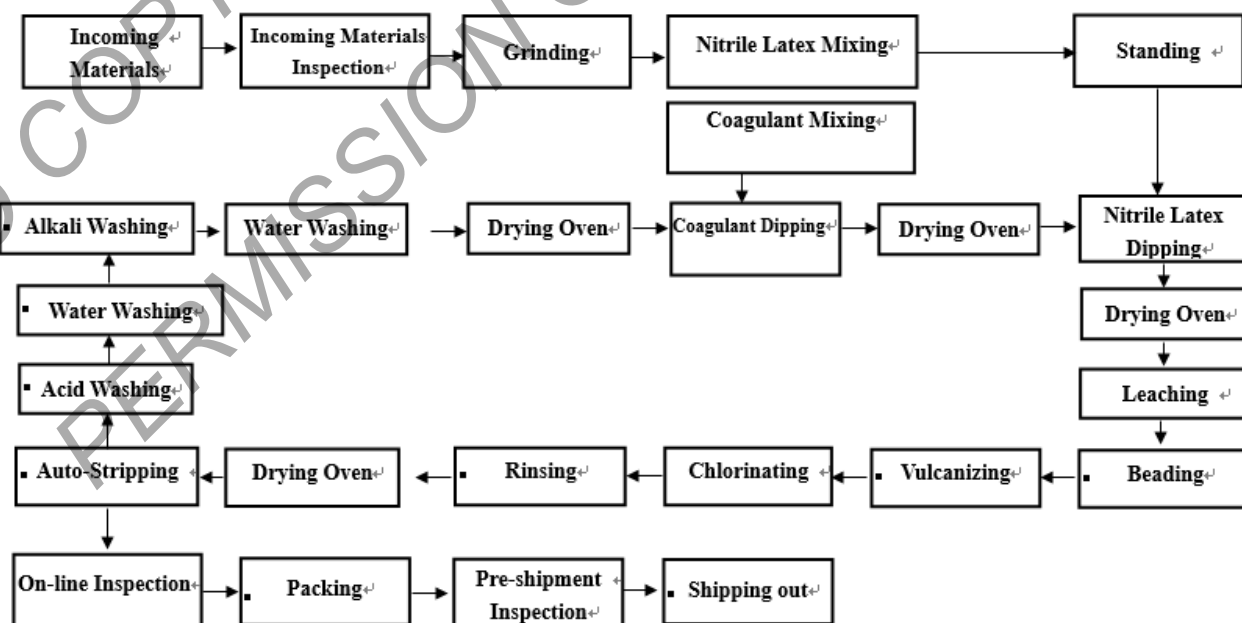 Incoming
Materials
Incoming Materials
Inspection
Grinding
Nitrile Latex Mixing
Standing
Coagulant Mixing
Alkali Washing
Water Washing
Drying Oven
Coagulant Dipping
Drying Oven
Nitrile Latex
Dipping
Water Washing
Drying Oven
Acid Washing
Leaching
Auto-Stripping
Drying Oven
Rinsing
Chlorinating
Vulcanizing
Beading
On-line Inspection
Packing
Pre-shipment
Inspection
Shipping out
PERMISSION